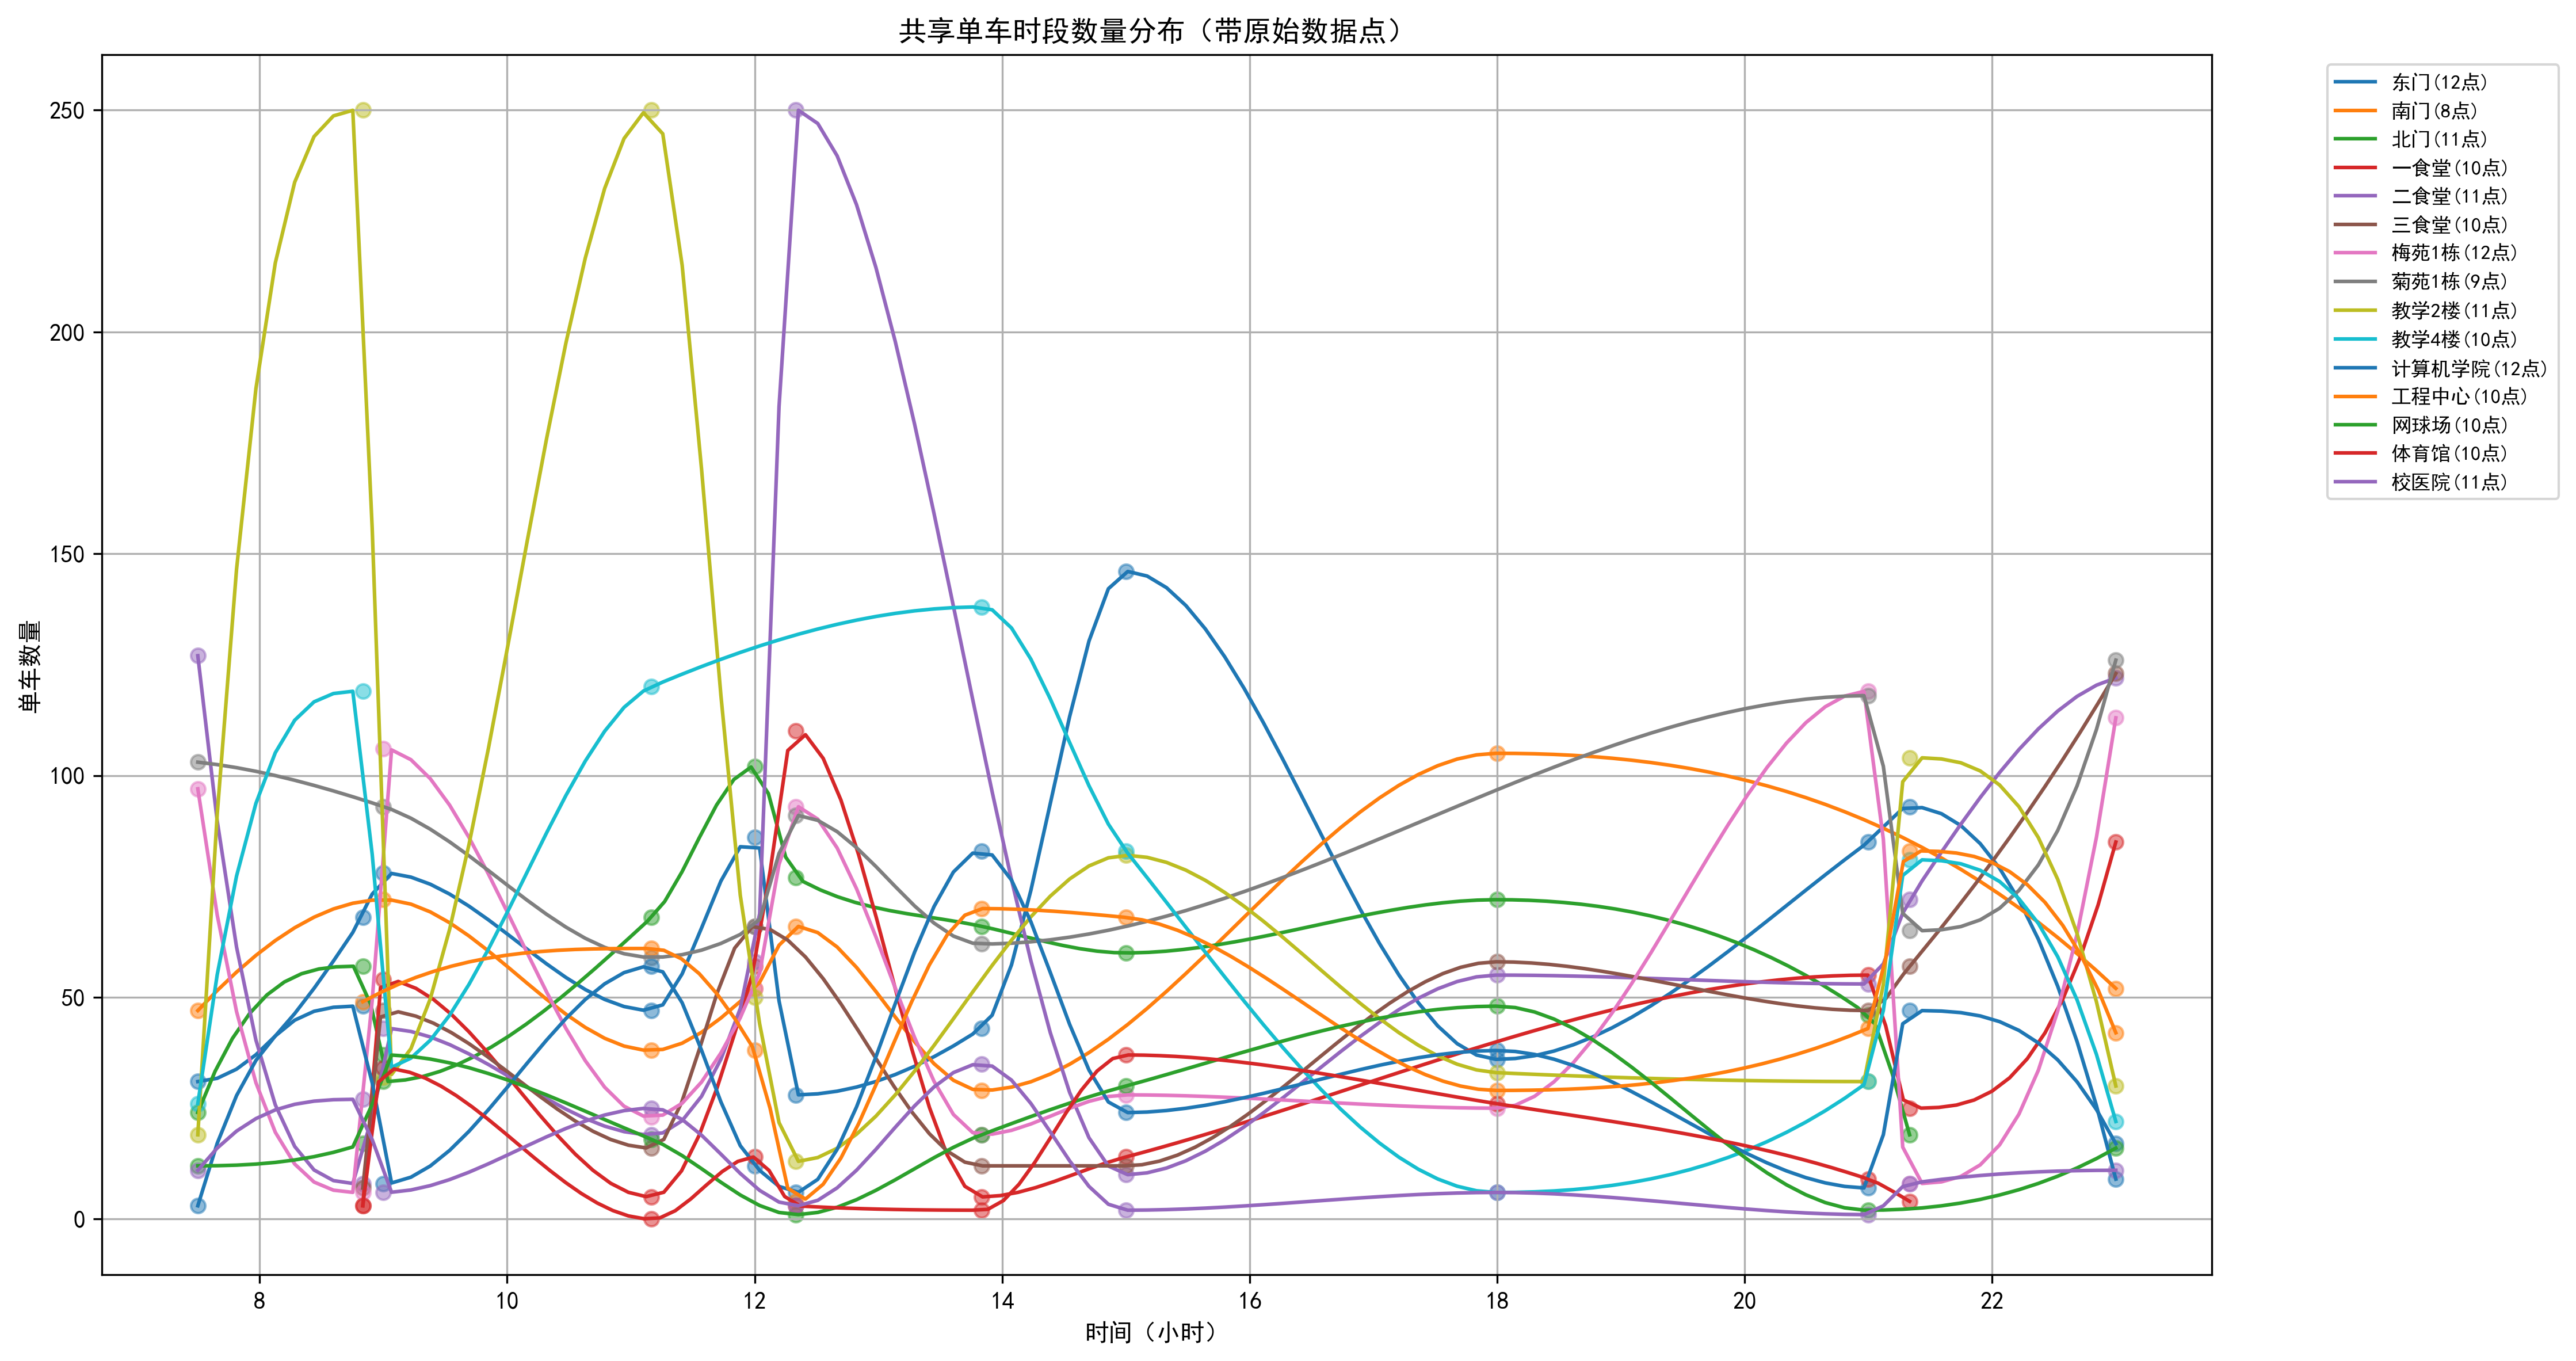 共享单车时段数量分布（带原始数据点）
250
200
150
100
50
0
单车数量
8
10
12
14
16
18
20
22
时间（小时）
东门(12点)
南门(8点)
北门(11点)
一食堂(10点)
二食堂(11点)
三食堂(10点)
梅苑1栋(12点)
菊苑1栋(9点)
教学2楼(11点)
教学4楼(10点)
计算机学院(12点)
工程中心(10点)
网球场(10点)
体育馆(10点)
校医院(11点)